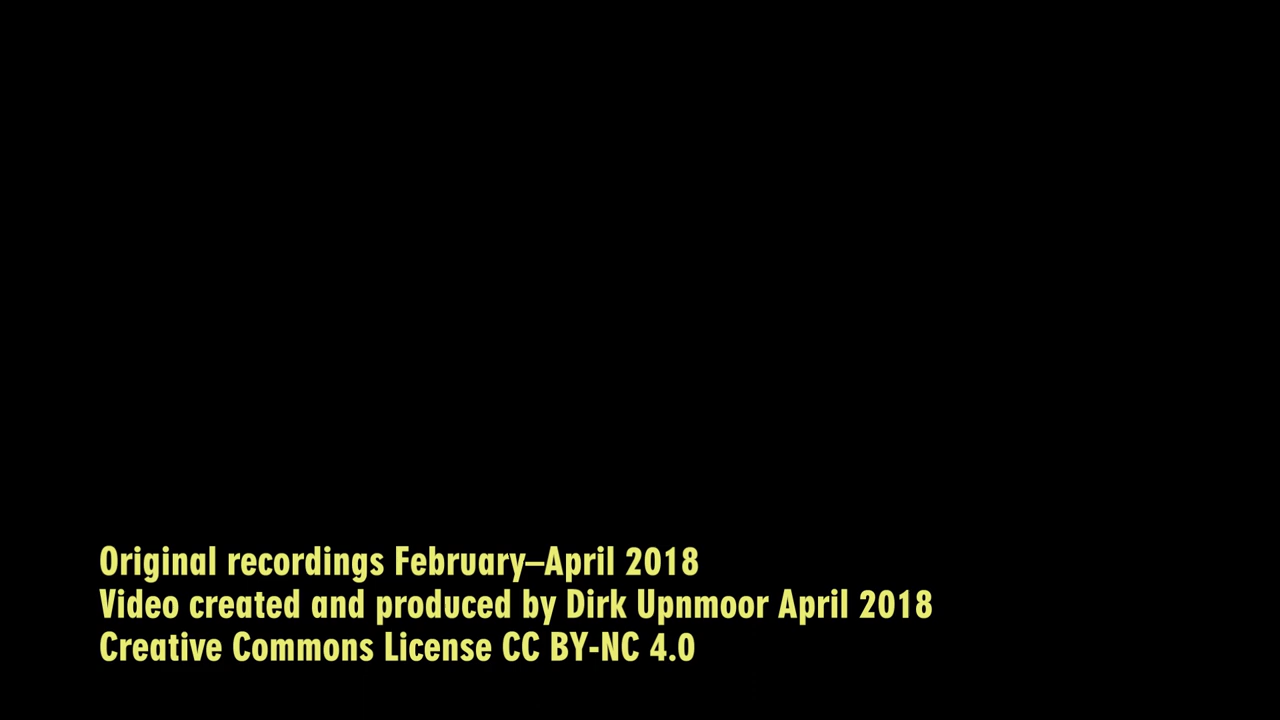 Original recordings February–April 2018
Video created and produced by Dirk Upnmoor April 2018
Creative Commons License CC BY-NC 4.0